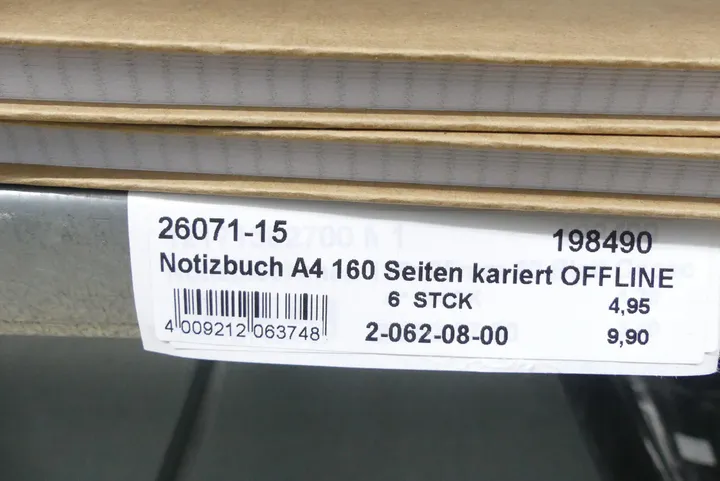 26071-15 198490
Notizbuch A4 160 Seiten kariert OFFLINE
6 STCK 4,95
4 009212 063748 2-062-08-00 9,90